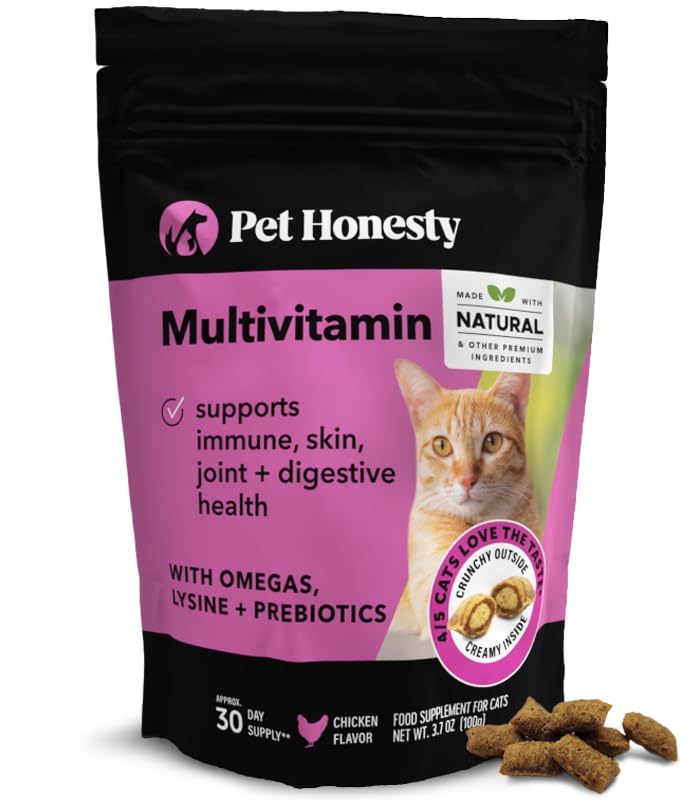 Pet Honesty
Multivitamin
MADE WITH
NATURAL
& OTHER PREMIUM
INGREDIENTS
supports
immune, skin,
joint + digestive
health
WITH OMEGAS,
LYSINE + PREBIOTICS
4/5 CATS LOVE THE TASTE
CRUNCHY OUTSIDE
CREAMY INSIDE
APPROX.
30 DAY
SUPPLY**
CHICKEN
FLAVOR
FOOD SUPPLEMENT FOR CATS
NET WT. 3.7 OZ (100g)